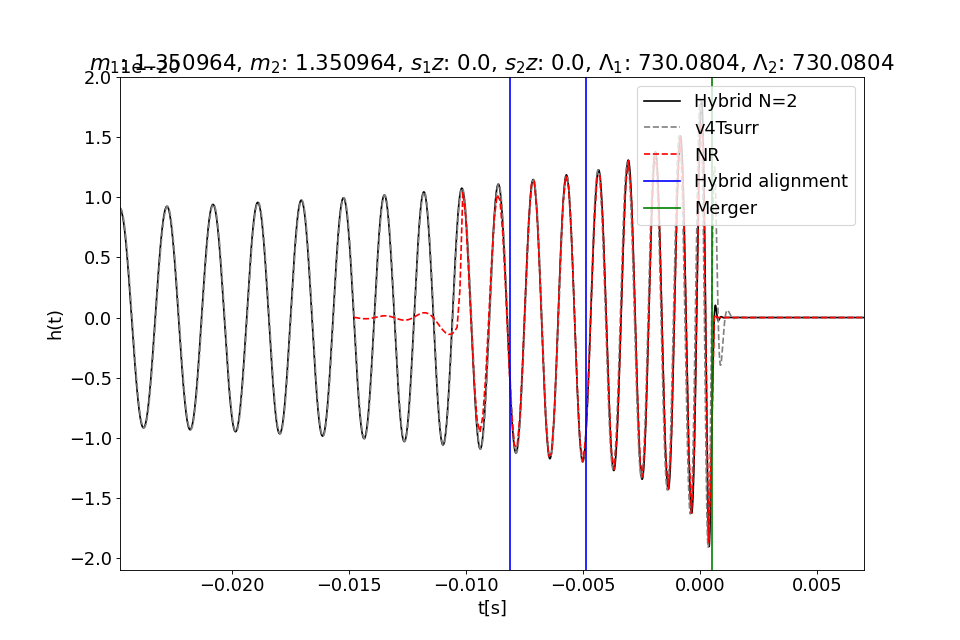 m₁: 1.350964, m₂: 1.350964, s₁z: 0.0, s₂z: 0.0, Λ₁: 730.0804, Λ₂: 730.0804
1e−20
2.0
1.5
1.0
0.5
0.0
−0.5
−1.0
−1.5
−2.0
h(t)
Hybrid N=2
v4Tsurr
NR
Hybrid alignment
Merger
−0.020
−0.015
−0.010
−0.005
0.000
0.005
t[s]